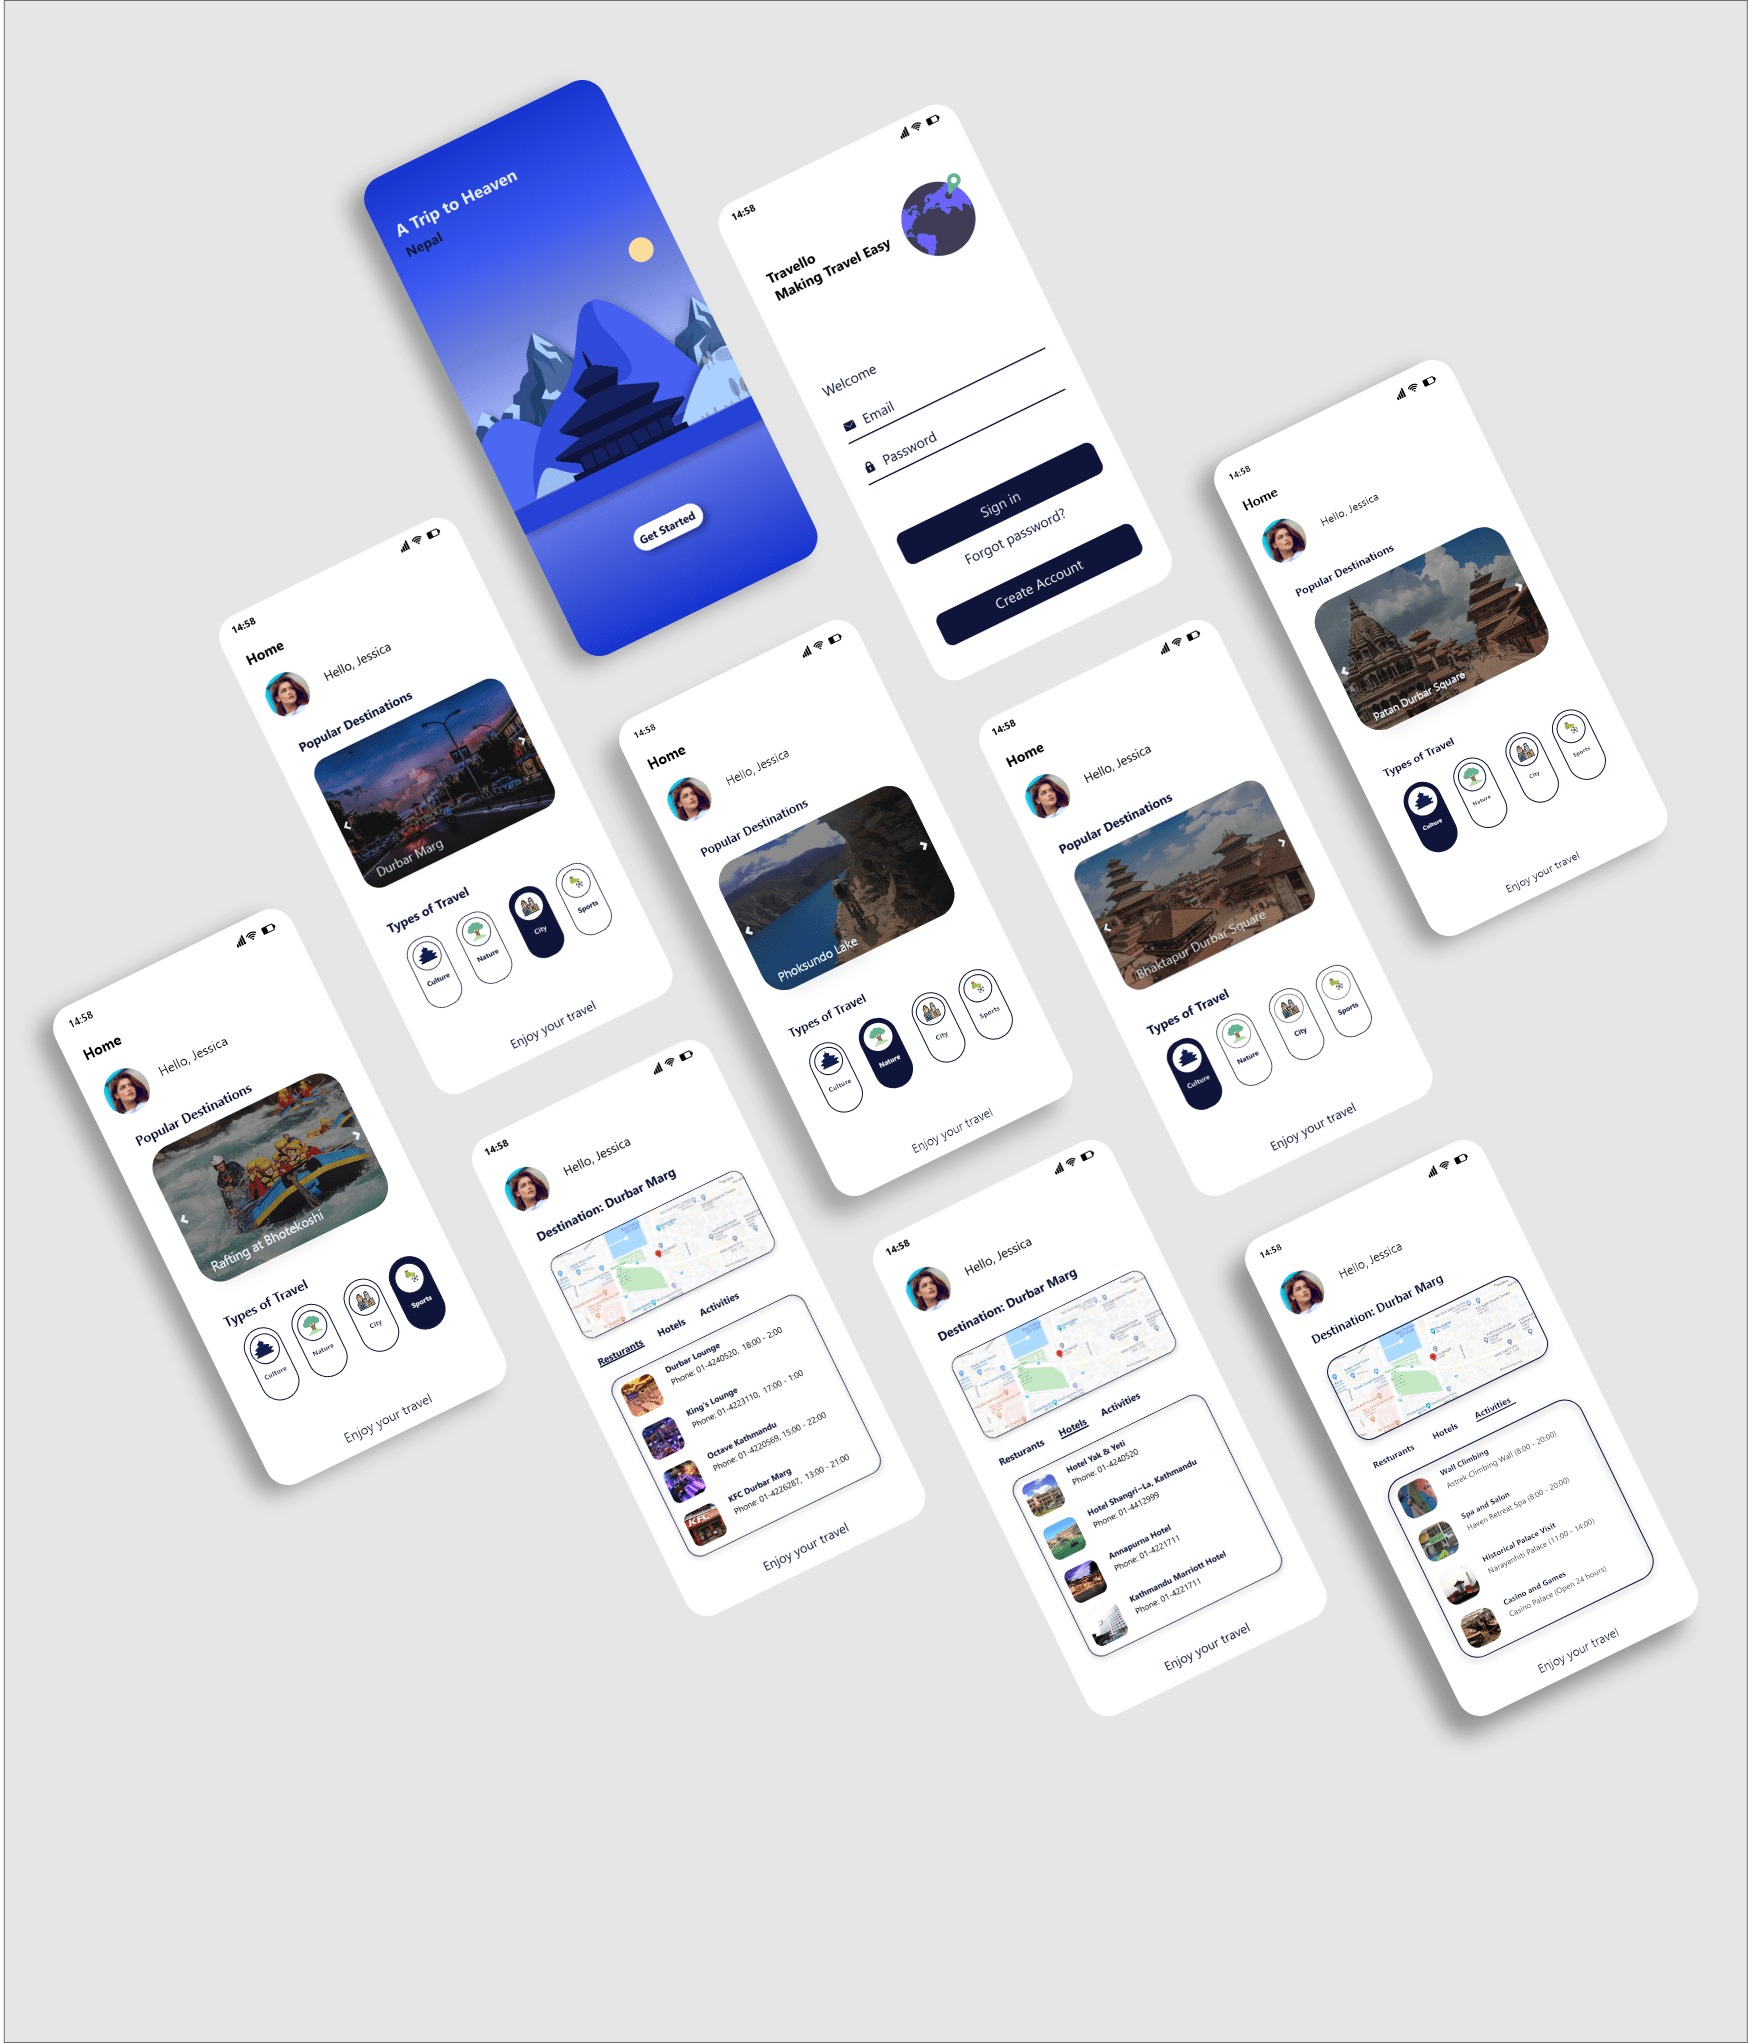 A Trip to Heaven
Nepal
Get Started
14:58
Travello
Making Travel Easy
Welcome
Email
Password
Sign in
Forgot password?
Create Account
14:58
Home
Hello, Jessica
Popular Destinations
Patan Durbar Square
Types of Travel
Culture
Nature
City
Sports
Enjoy your travel
14:58
Home
Hello, Jessica
Popular Destinations
Durbar Marg
Types of Travel
Culture
Nature
City
Sports
Enjoy your travel
14:58
Home
Hello, Jessica
Popular Destinations
Phoksundo Lake
Types of Travel
Culture
Nature
City
Sports
Enjoy your travel
14:58
Home
Hello, Jessica
Popular Destinations
Bhaktapur Durbar Square
Types of Travel
Culture
Nature
City
Sports
Enjoy your travel
14:58
Home
Hello, Jessica
Popular Destinations
Rafting at Bhotekoshi
Types of Travel
Culture
Nature
City
Sports
Enjoy your travel
14:58
Hello, Jessica
Destination: Durbar Marg
Resturants Hotels Activities
Durbar Lounge
Phone: 01-4240520, 18:00 - 2:00
King's Lounge
Phone: 01-4223110, 17:00 - 1:00
Octave Kathmandu
Phone: 01-4220569, 15:00 - 22:00
KFC Durbar Marg
Phone: 01-4226287, 13:00 - 21:00
KFC
Enjoy your travel
14:58
Hello, Jessica
Destination: Durbar Marg
Resturants Hotels Activities
Hotel Yak & Yeti
Phone: 01-4240520
Hotel Shangri-La, Kathmandu
Phone: 01-4412999
Annapurna Hotel
Phone: 01-4221711
Kathmandu Marriott Hotel
Phone: 01-4221711
Enjoy your travel
14:58
Hello, Jessica
Destination: Durbar Marg
Resturants Hotels Activities
Wall Climbing
Astrek Climbing Wall (8:00 - 20:00)
Spa and Salon
Haven Retreat Spa (8:00 - 20:00)
Historical Palace Visit
Narayanhiti Palace (11:00 - 14:00)
Casino and Games
Casino Palace (Open 24 hours)
Enjoy your travel